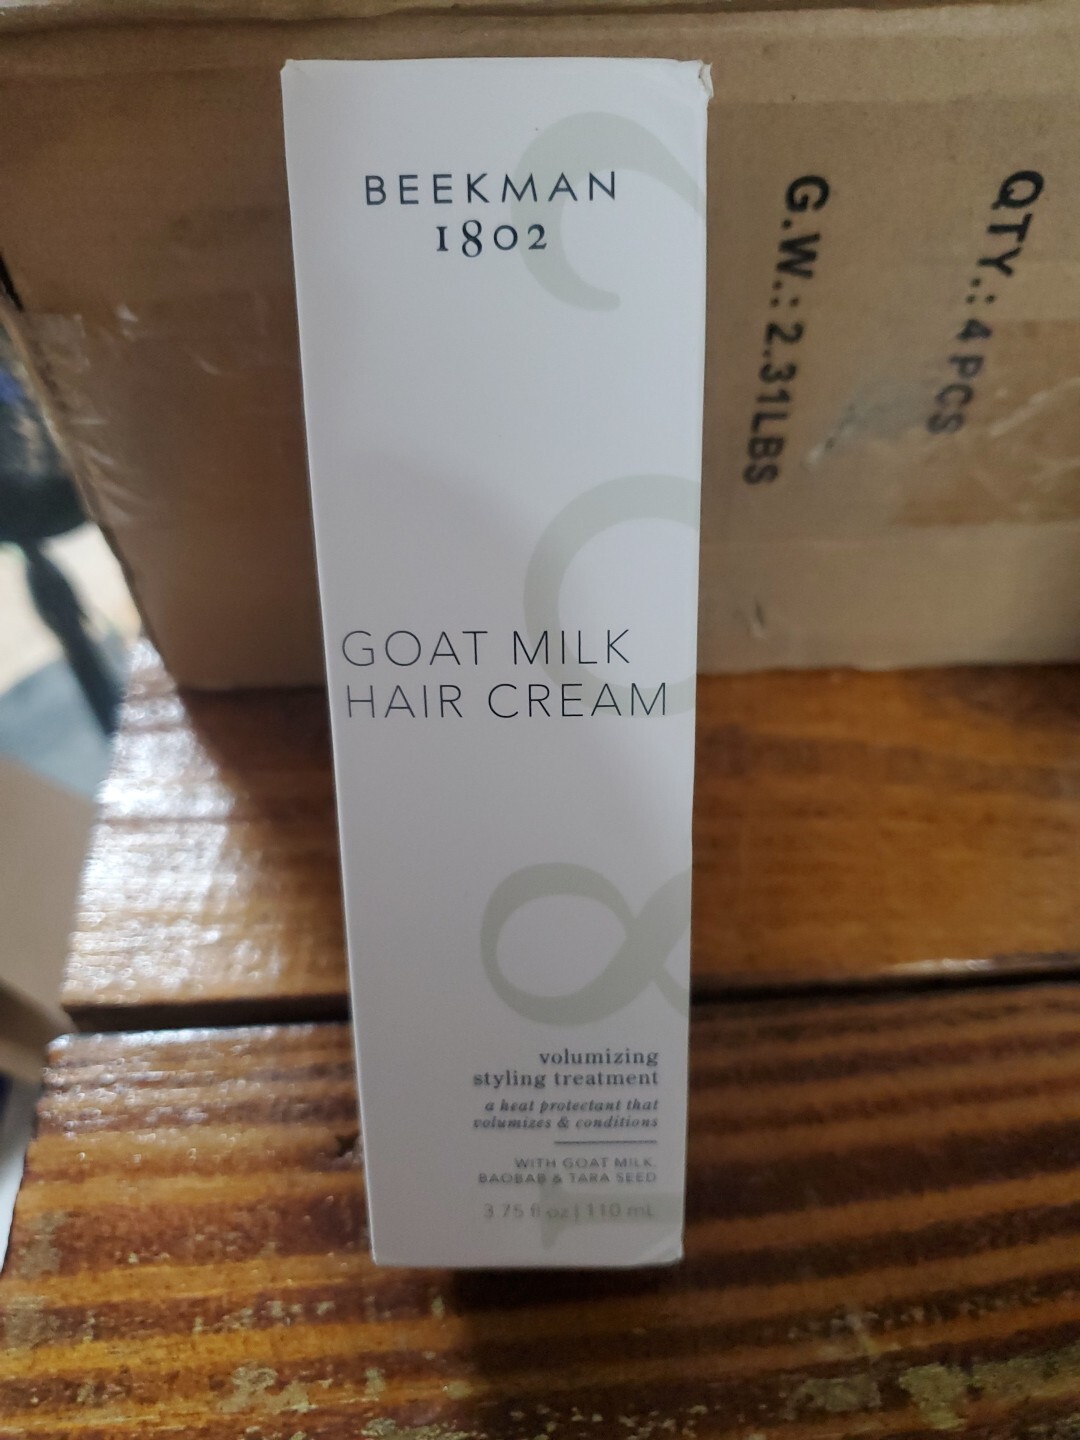 BEEKMAN
1802
GOAT MILK
HAIR CREAM
volumizing
styling treatment
a heat protectant that
volumizes & conditions
WITH GOAT MILK,
BAOBAB & TARA SEED
3.75 fl oz | 110 mL
QTY.: 4 PCS
G.W.: 2.31LBS